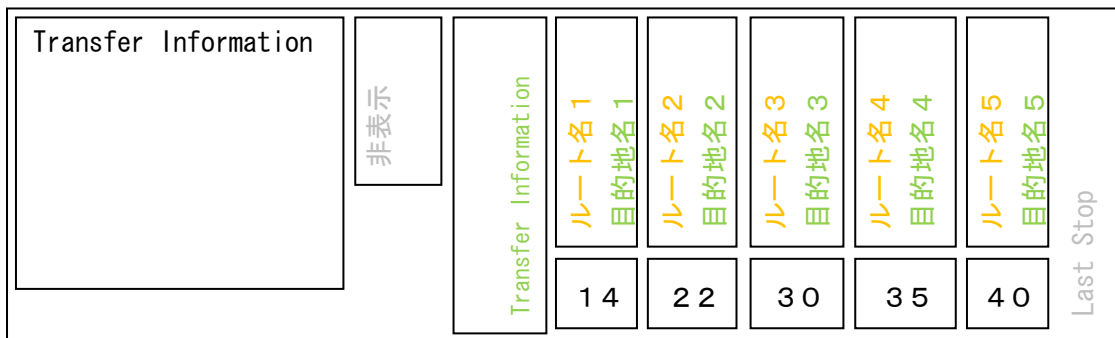 Transfer Information
非表示
Transfer Information
ルート名1
目的地名1
ルート名2
目的地名2
ルート名3
目的地名3
ルート名4
目的地名4
ルート名5
目的地名5
Last Stop
14
22
30
35
40